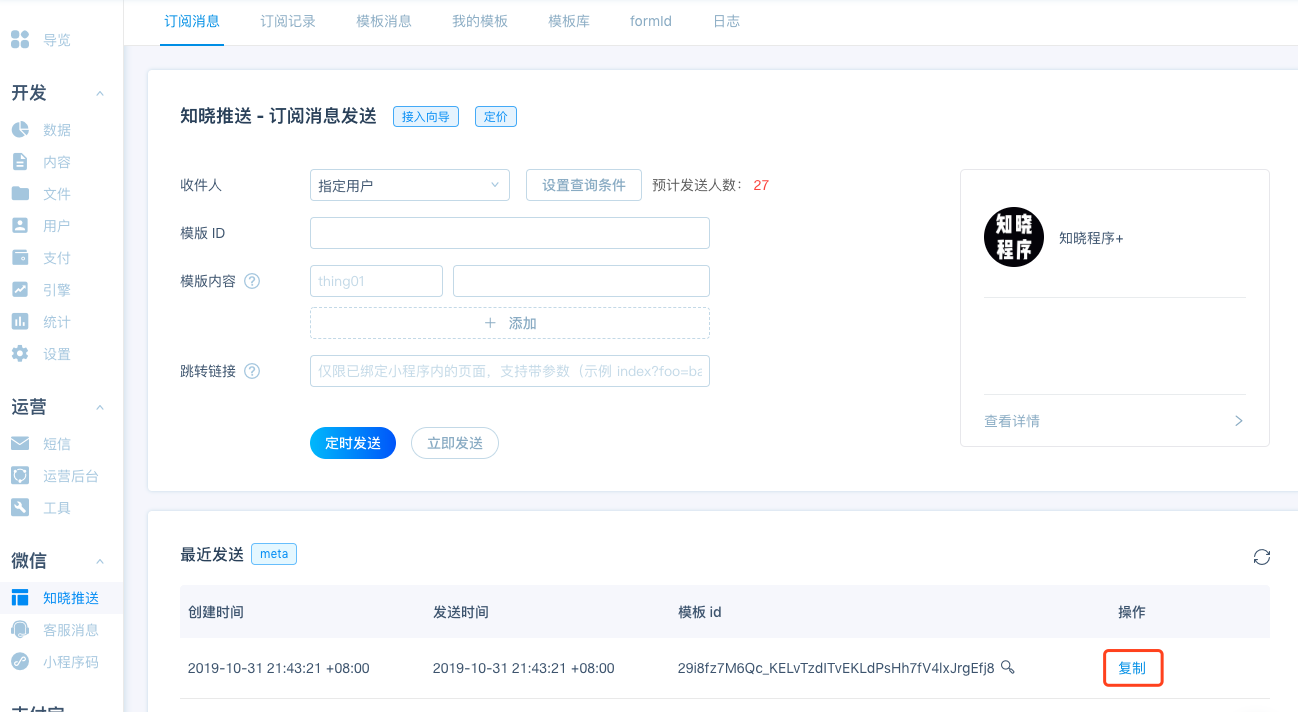 订阅消息 订阅记录 模板消息 我的模板 模板库 formId 日志
导览
开发
数据
内容
文件
用户
支付
引擎
统计
设置
运营
短信
运营后台
工具
微信
知晓推送
客服消息
小程序码
知晓推送 - 订阅消息发送 接入向导 定价
收件人 指定用户 设置查询条件 预计发送人数： 27
模版 ID
模版内容 ? thing01
+ 添加
跳转链接 ? 仅限已绑定小程序内的页面，支持带参数（示例 index?foo=ba
定时发送 立即发送
知晓程序
知晓程序+
查看详情
最近发送 meta
创建时间 发送时间 模板 id 操作
2019-10-31 21:43:21 +08:00 2019-10-31 21:43:21 +08:00 29i8fz7M6Qc_KELvTzdITvEKLdPsHh7fV4IxJrgEfj8 复制